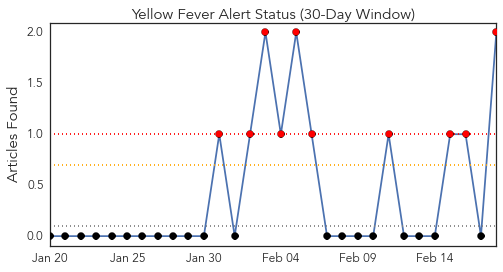 Yellow Fever Alert Status (30-Day Window)
Articles Found
2.0
1.5
1.0
0.5
0.0
Jan 20 Jan 25 Jan 30 Feb 04 Feb 09 Feb 14